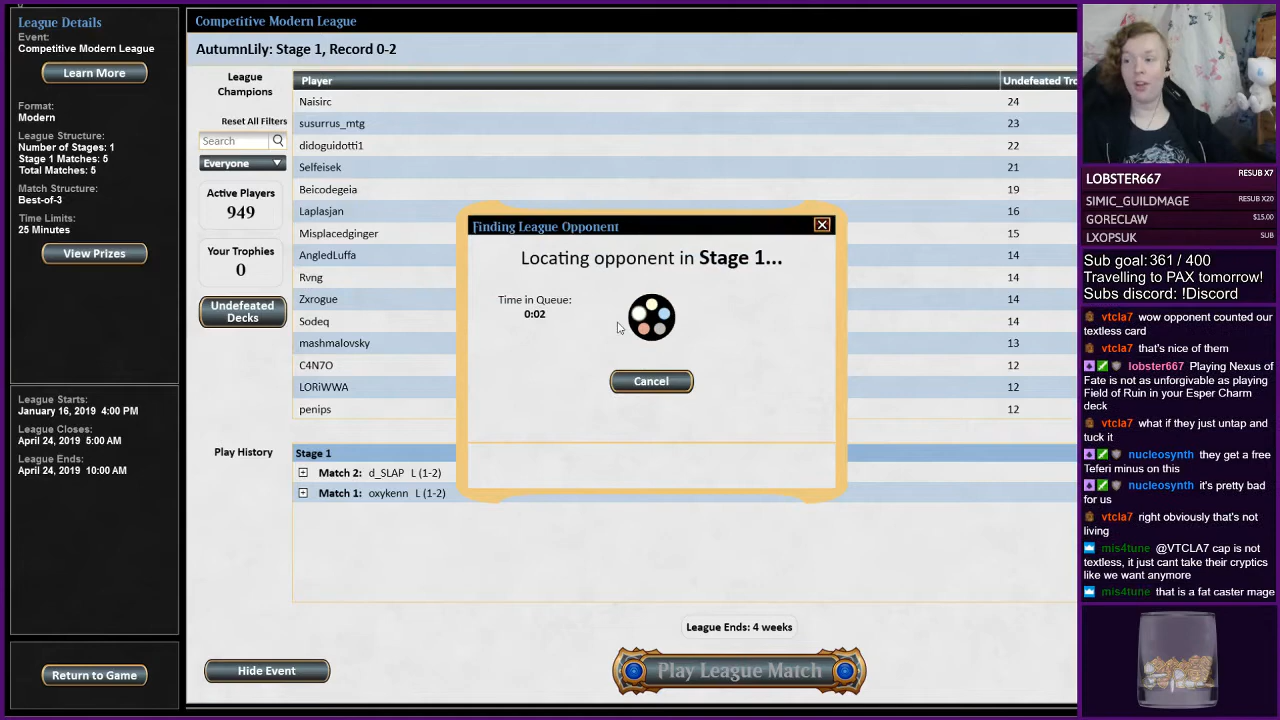 League Details
Event:
Competitive Modern League
Learn More
Format:
Modern
League Structure:
Number of Stages: 1
Stage 1 Matches: 5
Total Matches: 5
Match Structure:
Best-of-3
Time Limits:
25 Minutes
View Prizes
League Starts:
January 16, 2019 4:00 PM
League Closes:
April 24, 2019 5:00 AM
League Ends:
April 24, 2019 10:00 AM
Return to Game
Competitive Modern League
AutumnLily: Stage 1, Record 0-2
League
Champions
Reset All Filters
Search
Everyone
Active Players
949
Your Trophies
0
Undefeated
Decks
Player
Undefeated Tro
Naisirc 24
susurrus_mtg 23
didoguidotti1 22
Selfeisek 21
Beicodegeia 19
Laplasjan 16
Misplacedginger 15
AngledLuffa 14
Rvng 14
Zxrogue 14
Sodeq 14
mashmalovsky 13
C4N7O 12
LORiWWA 12
penips 12
Finding League Opponent
Locating opponent in Stage 1...
Time in Queue:
0:02
Cancel
Play History
Stage 1
Match 2: d_SLAP L (1-2)
Match 1: oxykenn L (1-2)
League Ends: 4 weeks
Hide Event
Play League Match
LOBSTER667 RESUB X7
SIMIC_GUILDMAGE RESUB X20
GORECLAW $15.00
LXOPSUK SUB
Sub goal: 361 / 400
Travelling to PAX tomorrow!
Subs discord: !Discord
vtcla7 wow opponent counted our
textless card
vtcla7 that's nice of them
lobster667 Playing Nexus of
Fate is not as unforgivable as playing
Field of Ruin in your Esper Charm
deck
vtcla7 what if they just untap and
tuck it
nucleosynth they get a free
Teferi minus on this
nucleosynth it's pretty bad
for us
vtcla7 right obviously that's not
living
mis4tune @VTCLA7 cap is not
textless, it just cant take their cryptics
like we want anymore
mis4tune that is a fat caster mage